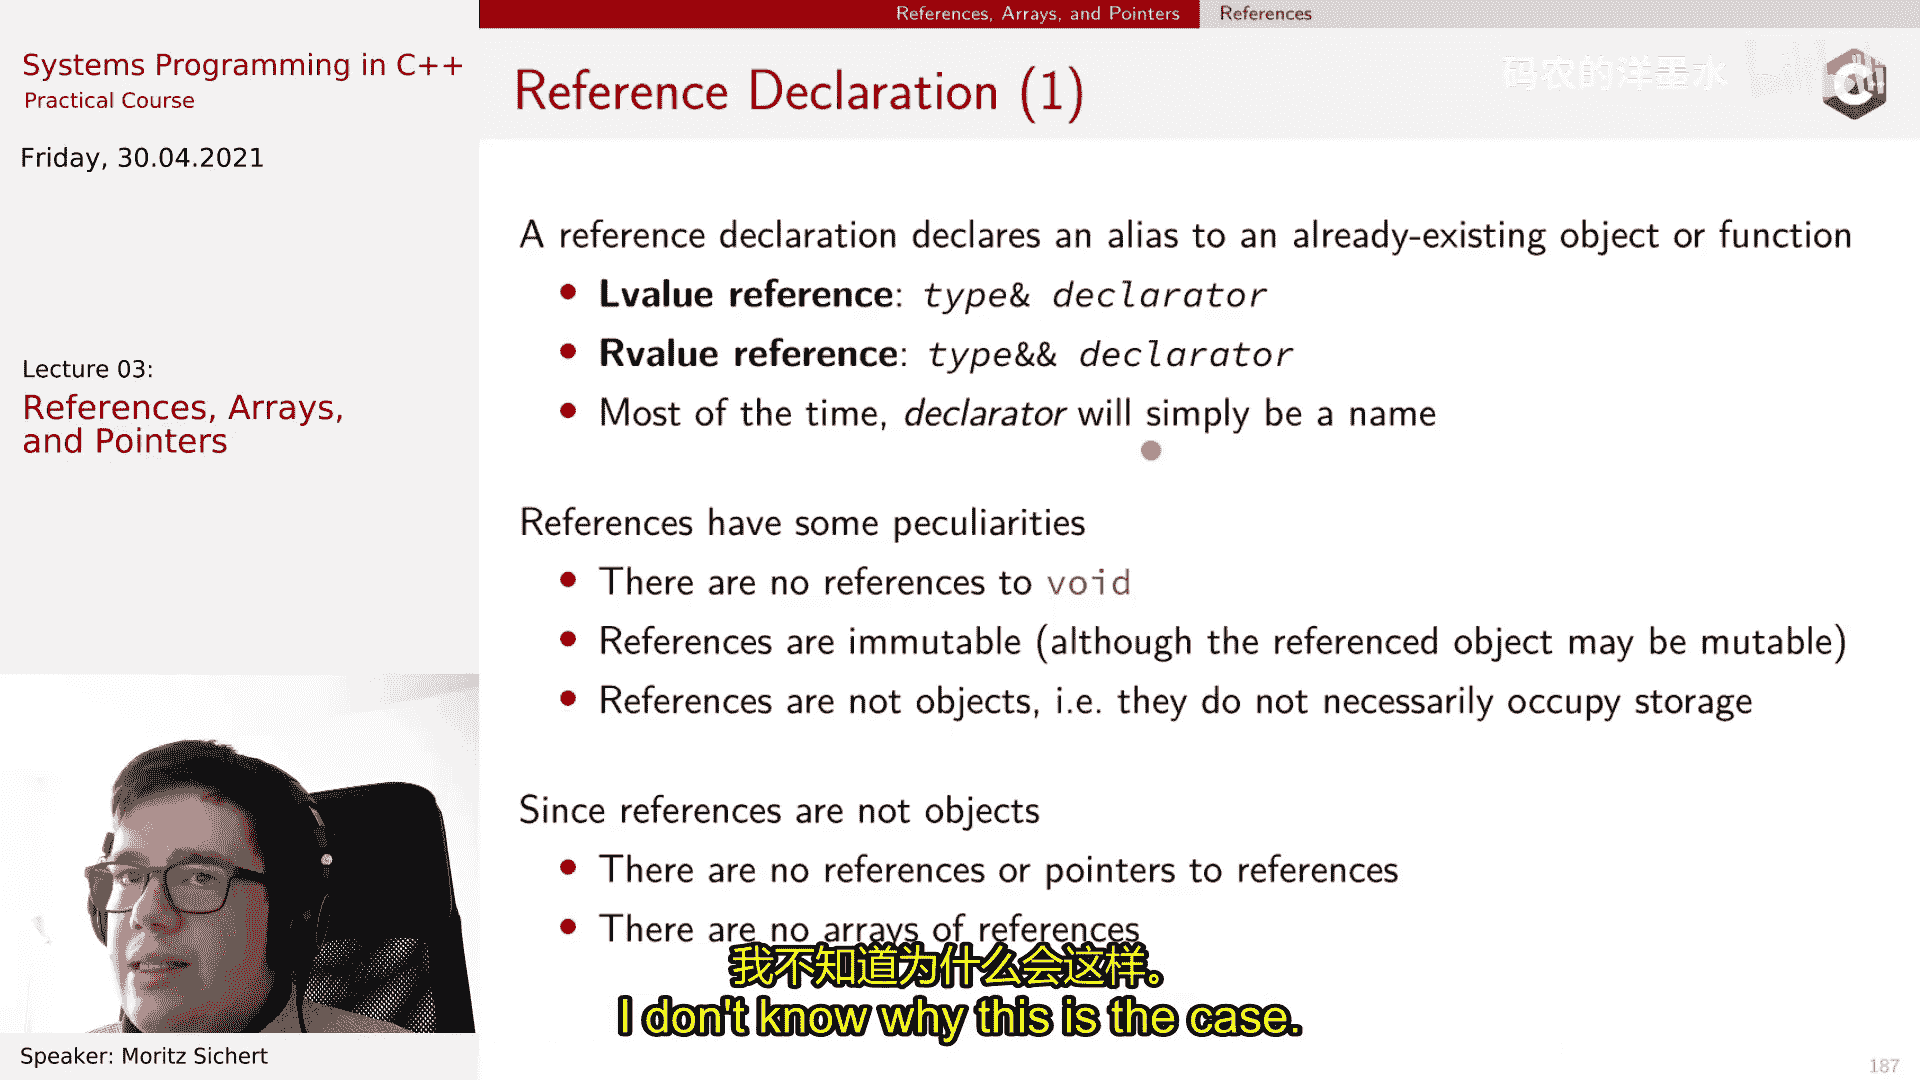 References, Arrays, and Pointers
References
Systems Programming in C++
Practical Course
Friday, 30.04.2021
Lecture 03:
References, Arrays,
and Pointers
Speaker: Moritz Sichert
Reference Declaration (1)
码农的洋墨水
A reference declaration declares an alias to an already-existing object or function
Lvalue reference: type& declarator
Rvalue reference: type&& declarator
Most of the time, declarator will simply be a name
References have some peculiarities
There are no references to void
References are immutable (although the referenced object may be mutable)
References are not objects, i.e. they do not necessarily occupy storage
Since references are not objects
There are no references or pointers to references
There are no arrays of references
我不知道为什么会这样。
I don't know why this is the case.
187